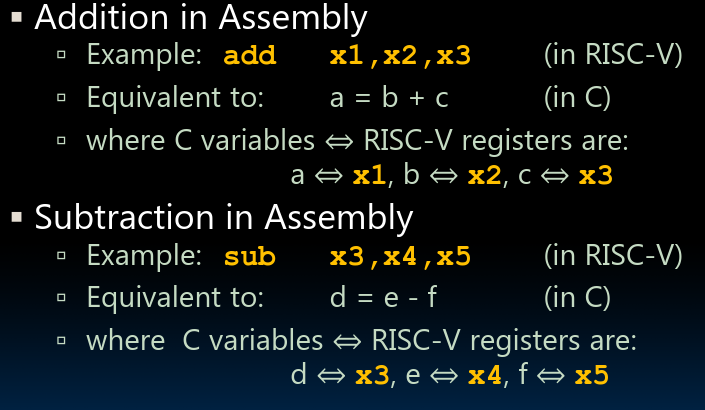 ▪ Addition in Assembly
▫ Example: add x1,x2,x3 (in RISC-V)
▫ Equivalent to: a = b + c (in C)
▫ where C variables ⇔ RISC-V registers are:
a ⇔ x1, b ⇔ x2, c ⇔ x3
▪ Subtraction in Assembly
▫ Example: sub x3,x4,x5 (in RISC-V)
▫ Equivalent to: d = e - f (in C)
▫ where C variables ⇔ RISC-V registers are:
d ⇔ x3, e ⇔ x4, f ⇔ x5